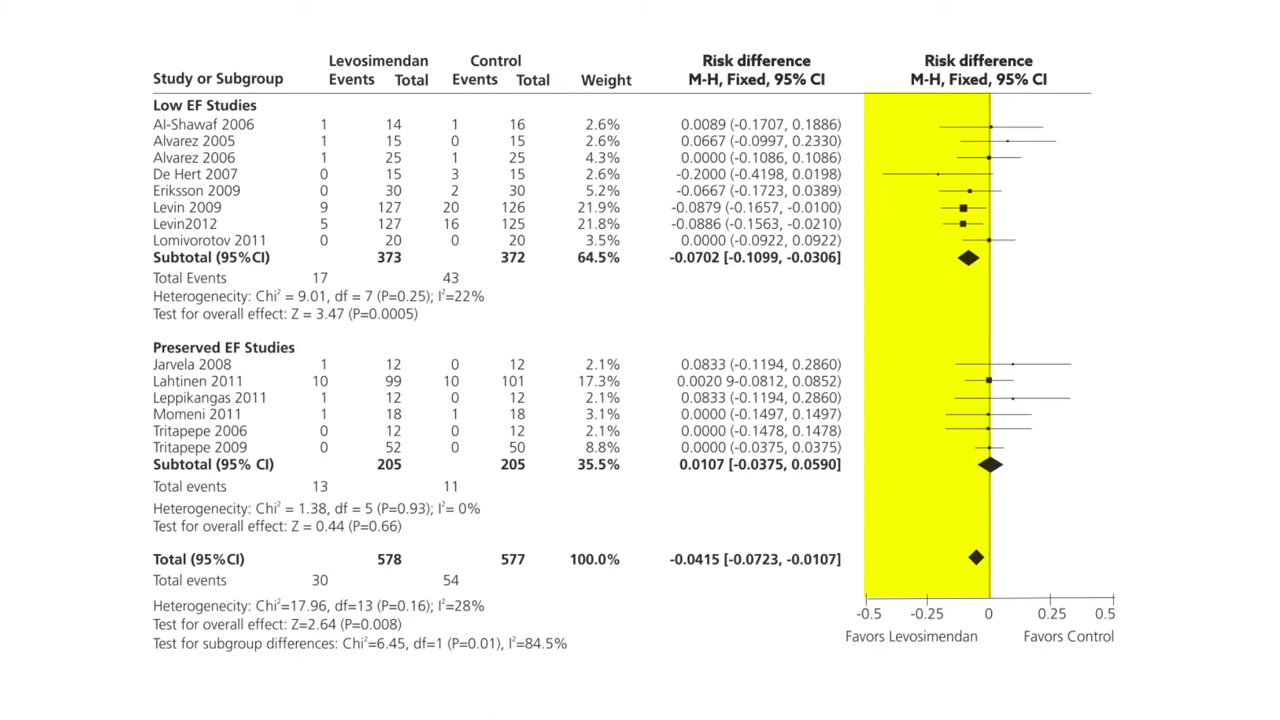 Levosimendan Control Risk difference Risk difference
Study or Subgroup Events Total Events Total Weight M-H, Fixed, 95% CI M-H, Fixed, 95% CI
Low EF Studies
Al-Shawaf 2006 1 14 1 16 2.6% 0.0089 (-0.1707, 0.1886)
Alvarez 2005 1 15 0 15 2.6% 0.0667 (-0.0997, 0.2330)
Alvarez 2006 1 25 1 25 4.3% 0.0000 (-0.1086, 0.1086)
De Hert 2007 0 15 3 15 2.6% -0.2000 (-0.4198, 0.0198)
Eriksson 2009 0 30 2 30 5.2% -0.0667 (-0.1723, 0.0389)
Levin 2009 9 127 20 126 21.9% -0.0879 (-0.1657, -0.0100)
Levin2012 5 127 16 125 21.8% -0.0886 (-0.1563, -0.0210)
Lomivorotov 2011 0 20 0 20 3.5% 0.0000 (-0.0922, 0.0922)
Subtotal (95%CI) 373 372 64.5% -0.0702 [-0.1099, -0.0306]
Total Events 17 43
Heterogenecity: Chi² = 9.01, df = 7 (P=0.25); I²=22%
Test for overall effect: Z = 3.47 (P=0.0005)
Preserved EF Studies
Jarvela 2008 1 12 0 12 2.1% 0.0833 (-0.1194, 0.2860)
Lahtinen 2011 10 99 10 101 17.3% 0.0020 9-0.0812, 0.0852)
Leppikangas 2011 1 12 0 12 2.1% 0.0833 (-0.1194, 0.2860)
Momeni 2011 1 18 1 18 3.1% 0.0000 (-0.1497, 0.1497)
Tritapepe 2006 0 12 0 12 2.1% 0.0000 (-0.1478, 0.1478)
Tritapepe 2009 0 52 0 50 8.8% 0.0000 (-0.0375, 0.0375)
Subtotal (95% CI) 205 205 35.5% 0.0107 [-0.0375, 0.0590]
Total events 13 11
Heterogenecity: Chi² = 1.38, df = 5 (P=0.93); I²= 0%
Test for overall effect: Z = 0.44 (P=0.66)
Total (95%CI) 578 577 100.0% -0.0415 [-0.0723, -0.0107]
Total events 30 54
Heterogenecity: Chi²=17.96, df=13 (P=0.16); I²=28%
Test for overall effect: Z=2.64 (P=0.008)
Test for subgroup differences: Chi²=6.45, df=1 (P=0.01), I²=84.5%
-0.5 -0.25 0 0.25 0.5
Favors Levosimendan Favors Control